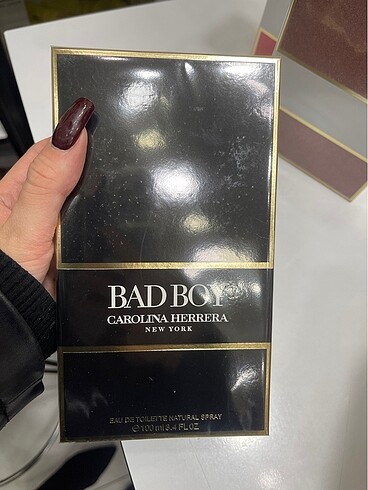 BAD BOY
CAROLINA HERRERA
NEW YORK
EAU DE TOILETTE NATURAL SPRAY
℮100 ml 3.4 FL OZ